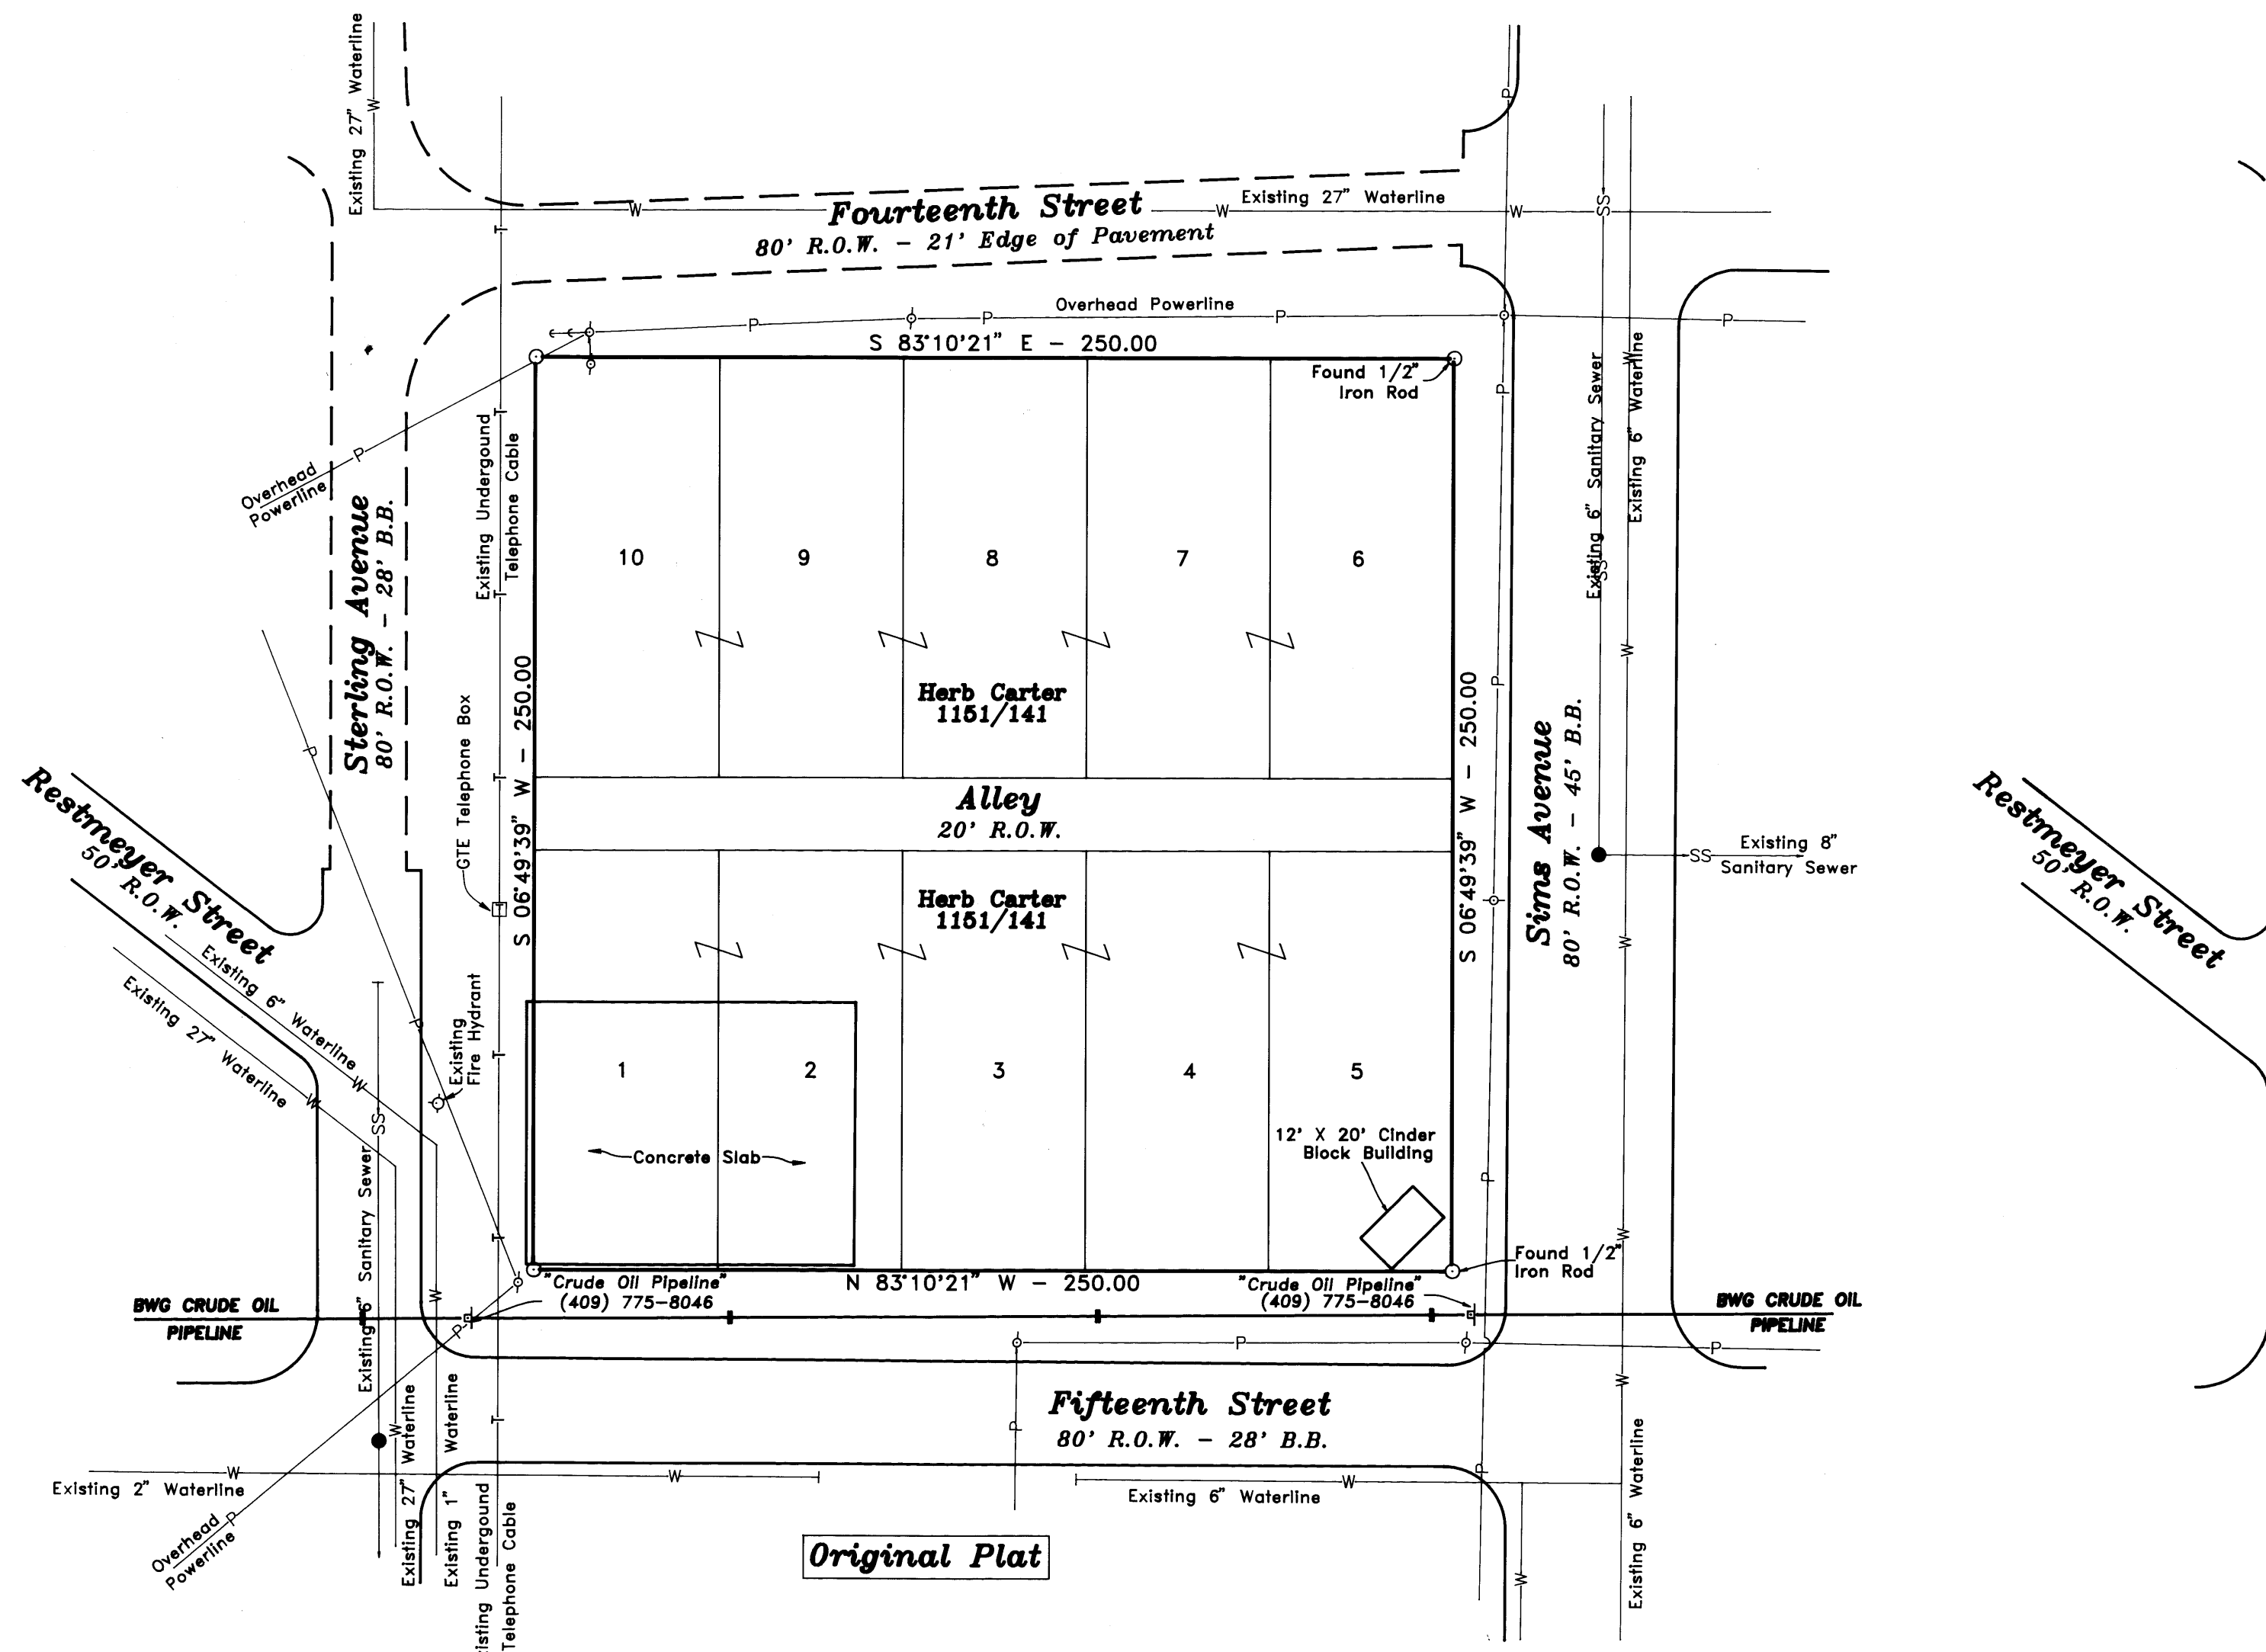 Existing 27" Waterline
W
P
Fourteenth Street
80' R.O.W. - 21' Edge of Pavement
W
W
Existing 27" Waterline
W
SS
T
Overhead Powerline
P
P
P
P
S 83°10'21" E - 250.00
Found 1/2"
Iron Rod
P
Overhead
Powerline
P
Existing Undergound
Telephone Cable
T
T
Existing 6" Sanitary Sewer
SS
Existing 6" Waterline
W
W
10
9
8
7
6
Sterling Avenue
80' R.O.W. - 28' B.B.
P
GTE Telephone Box
T
T
S 06°49'39" W - 250.00
Herb Carter
1151/141
Alley
20' R.O.W.
Herb Carter
1151/141
S 06°49'39" W - 250.00
P
Sims Avenue
80' R.O.W. - 45' B.B.
SS
Existing 8"
Sanitary Sewer
W
Restmeyer Street
50' R.O.W.
Restmeyer Street
50' R.O.W.
Existing 6" Waterline
W
Existing 27" Waterline
W
P
Existing
Fire Hydrant
T
1
2
3
4
5
Concrete Slab
12' X 20' Cinder
Block Building
P
SS
Existing 6" Sanitary Sewer
T
W
W
Found 1/2"
Iron Rod
"Crude Oil Pipeline"
(409) 775-8046
N 83°10'21" W - 250.00
"Crude Oil Pipeline"
(409) 775-8046
BWG CRUDE OIL
PIPELINE
BWG CRUDE OIL
PIPELINE
P
P
P
W
Fifteenth Street
80' R.O.W. - 28' B.B.
P
T
W
Existing 27" Waterline
Existing 1" Waterline
W
Existing 2" Waterline
W
W
Existing 6" Waterline
P
Existing 6" Waterline
W
Overhead
Powerline
P
isting Undergound
Telephone Cable
Original Plat